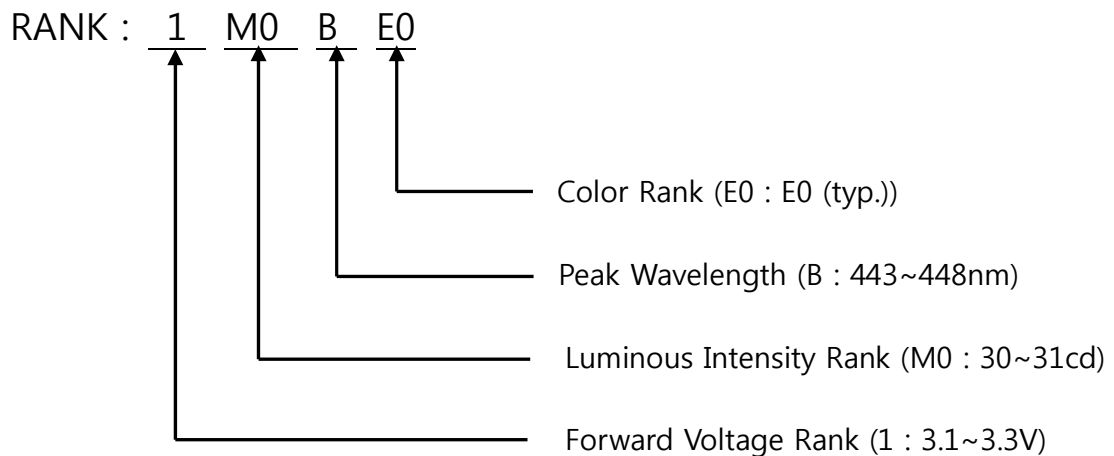 RANK : 1 M0 B E0
Color Rank (E0 : E0 (typ.))
Peak Wavelength (B : 443~448nm)
Luminous Intensity Rank (M0 : 30~31cd)
Forward Voltage Rank (1 : 3.1~3.3V)